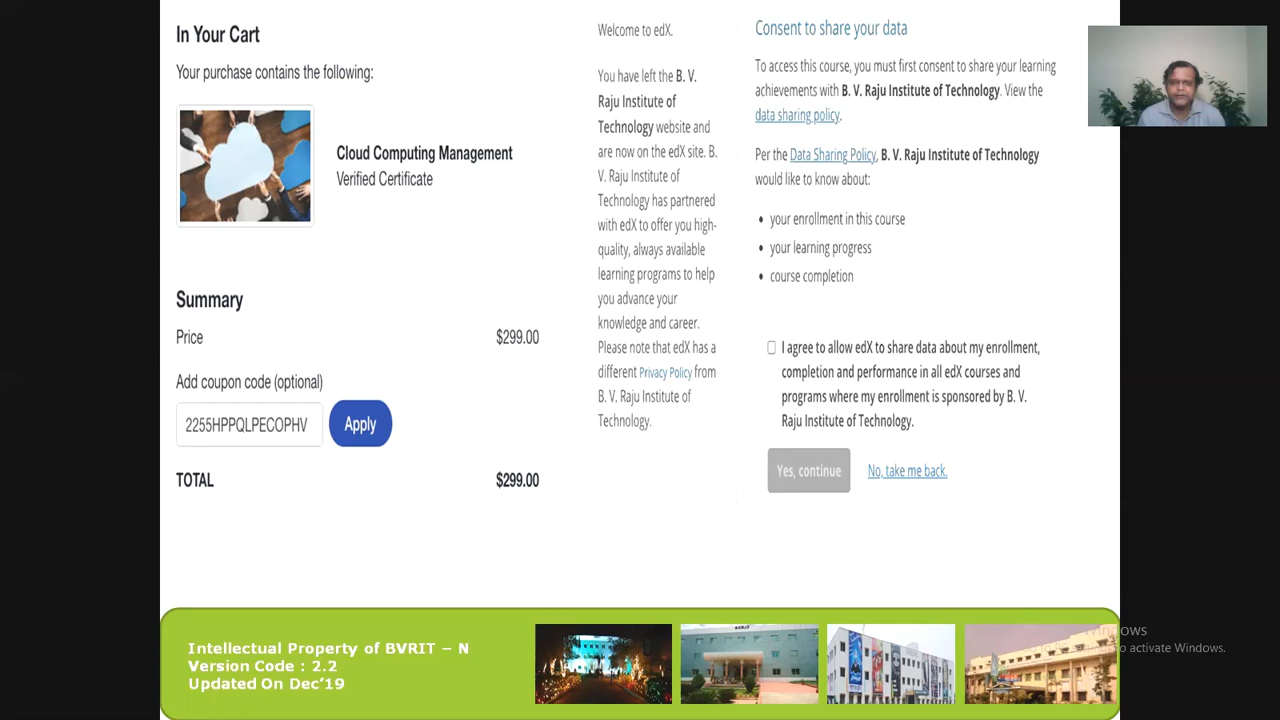 In Your Cart
Your purchase contains the following:
Cloud Computing Management
Verified Certificate
Summary
Price $299.00
Add coupon code (optional)
2255HPPQLPECOPHV Apply
TOTAL $299.00
Welcome to edX.
You have left the B. V.
Raju Institute of
Technology website and
are now on the edX site. B.
V. Raju Institute of
Technology has partnered
with edX to offer you high-
quality, always available
learning programs to help
you advance your
knowledge and career.
Please note that edX has a
different Privacy Policy from
B. V. Raju Institute of
Technology.
Consent to share your data
To access this course, you must first consent to share your learning
achievements with B. V. Raju Institute of Technology. View the
data sharing policy.
Per the Data Sharing Policy, B. V. Raju Institute of Technology
would like to know about:
• your enrollment in this course
• your learning progress
• course completion
I agree to allow edX to share data about my enrollment,
completion and performance in all edX courses and
programs where my enrollment is sponsored by B. V.
Raju Institute of Technology.
Yes, continue No, take me back.
Intellectual Property of BVRIT – N
Version Code : 2.2
Updated On Dec’19
BVRIT
to activate Windows.